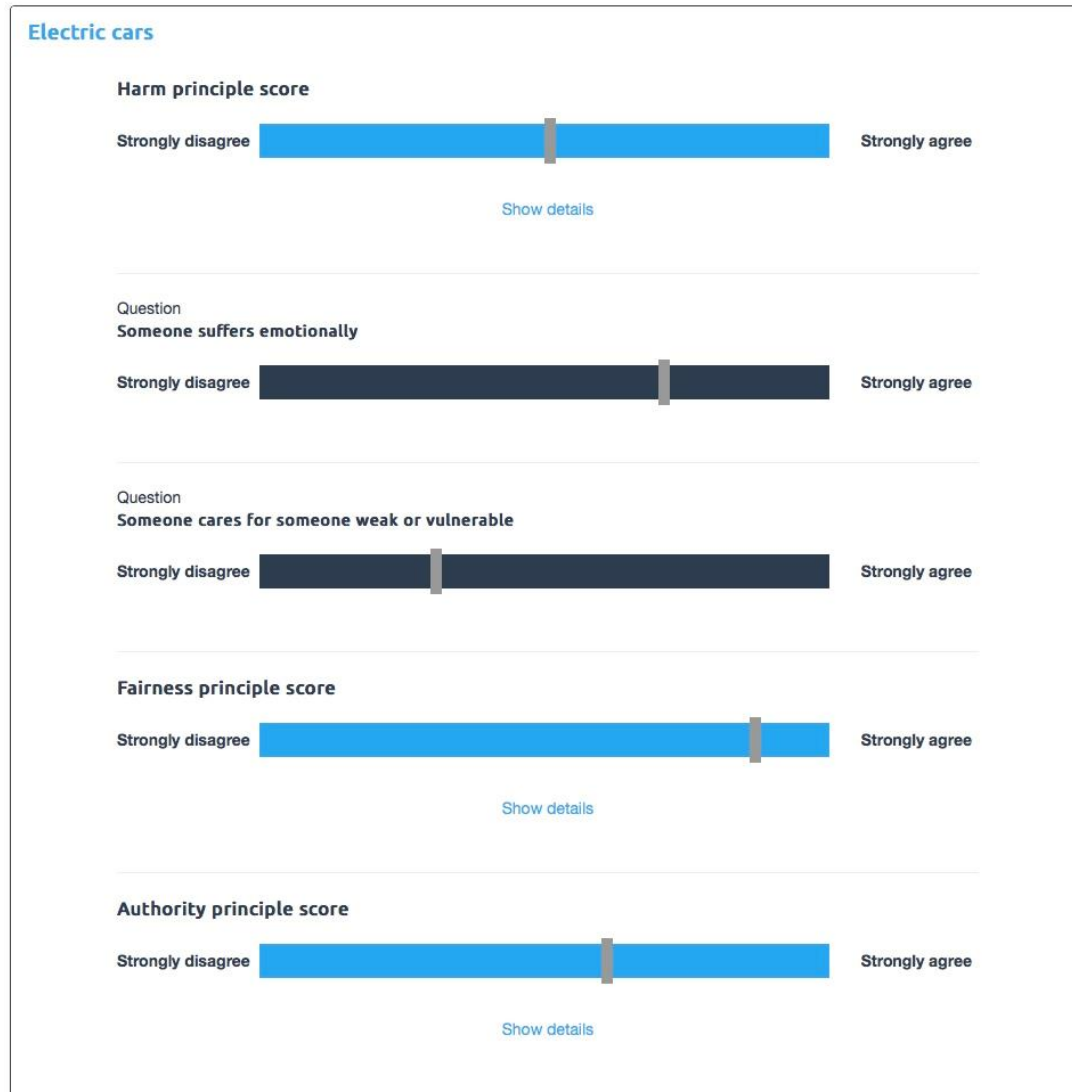 Electric cars
Harm principle score
Strongly disagree Strongly agree
Show details
Question
Someone suffers emotionally
Strongly disagree Strongly agree
Question
Someone cares for someone weak or vulnerable
Strongly disagree Strongly agree
Fairness principle score
Strongly disagree Strongly agree
Show details
Authority principle score
Strongly disagree Strongly agree
Show details